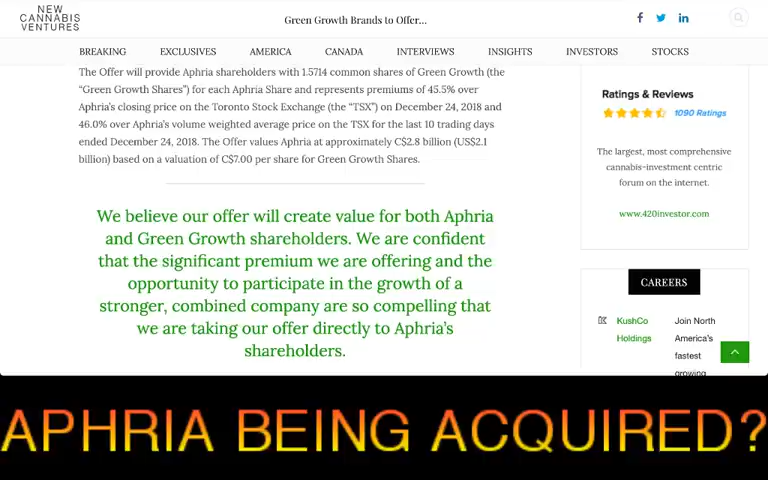 NEW
CANNABIS
VENTURES
Green Growth Brands to Offer...
BREAKING EXCLUSIVES AMERICA CANADA INTERVIEWS INSIGHTS INVESTORS STOCKS
The Offer will provide Aphria shareholders with 1.5714 common shares of Green Growth (the
“Green Growth Shares”) for each Aphria Share and represents premiums of 45.5% over
Aphria’s closing price on the Toronto Stock Exchange (the “TSX”) on December 24, 2018 and
46.0% over Aphria’s volume weighted average price on the TSX for the last 10 trading days
ended December 24, 2018. The Offer values Aphria at approximately C$2.8 billion (US$2.1
billion) based on a valuation of C$7.00 per share for Green Growth Shares.
We believe our offer will create value for both Aphria
and Green Growth shareholders. We are confident
that the significant premium we are offering and the
opportunity to participate in the growth of a
stronger, combined company are so compelling that
we are taking our offer directly to Aphria’s
shareholders.
Ratings & Reviews
1090 Ratings
The largest, most comprehensive
cannabis-investment centric
forum on the internet.
www.420investor.com
CAREERS
KushCo
Holdings
Join North
America’s
fastest
growing
APHRIA BEING ACQUIRED?